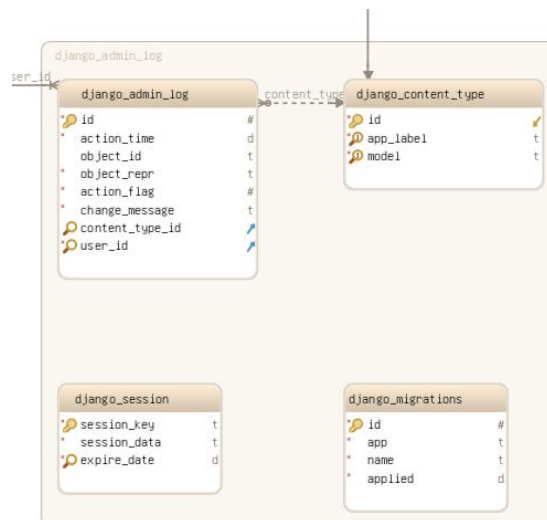 django_admin_log
ser_id
django_admin_log
content_type
django_content_type
id #
action_time d
object_id t
object_repr t
action_flag #
change_message t
content_type_id
user_id
id
app_label t
model t
django_session
session_key t
session_data t
expire_date d
django_migrations
id #
app t
name t
applied d